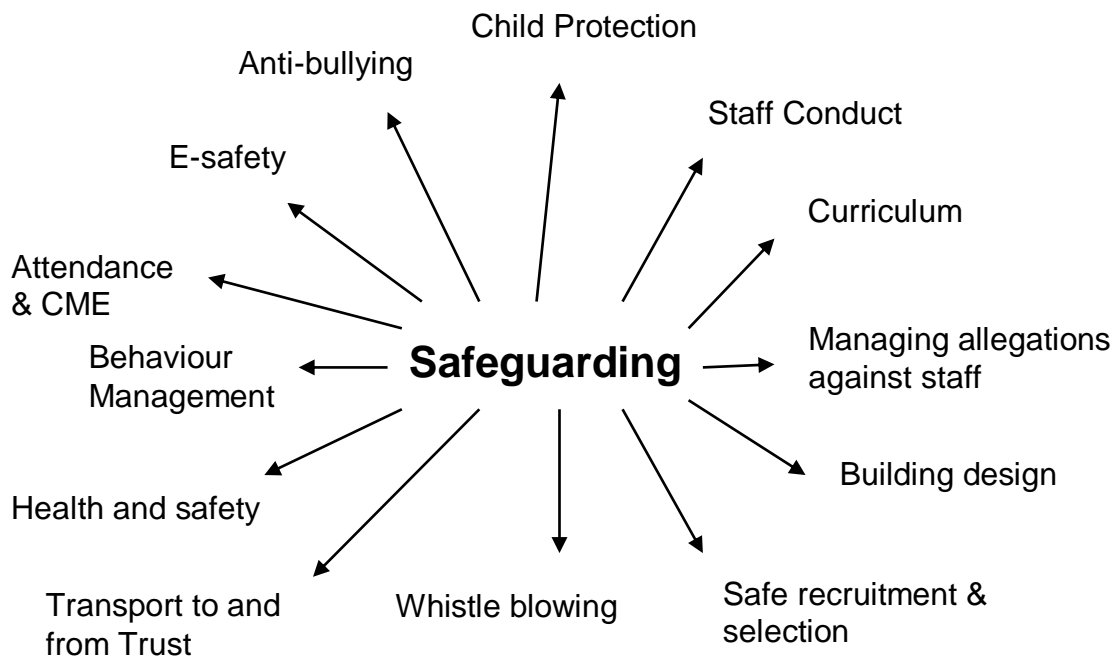 Child Protection
Anti-bullying
Staff Conduct
E-safety
Curriculum
Attendance
& CME
Safeguarding
Managing allegations
against staff
Behaviour
Management
Building design
Health and safety
Transport to and
from Trust
Whistle blowing
Safe recruitment &
selection